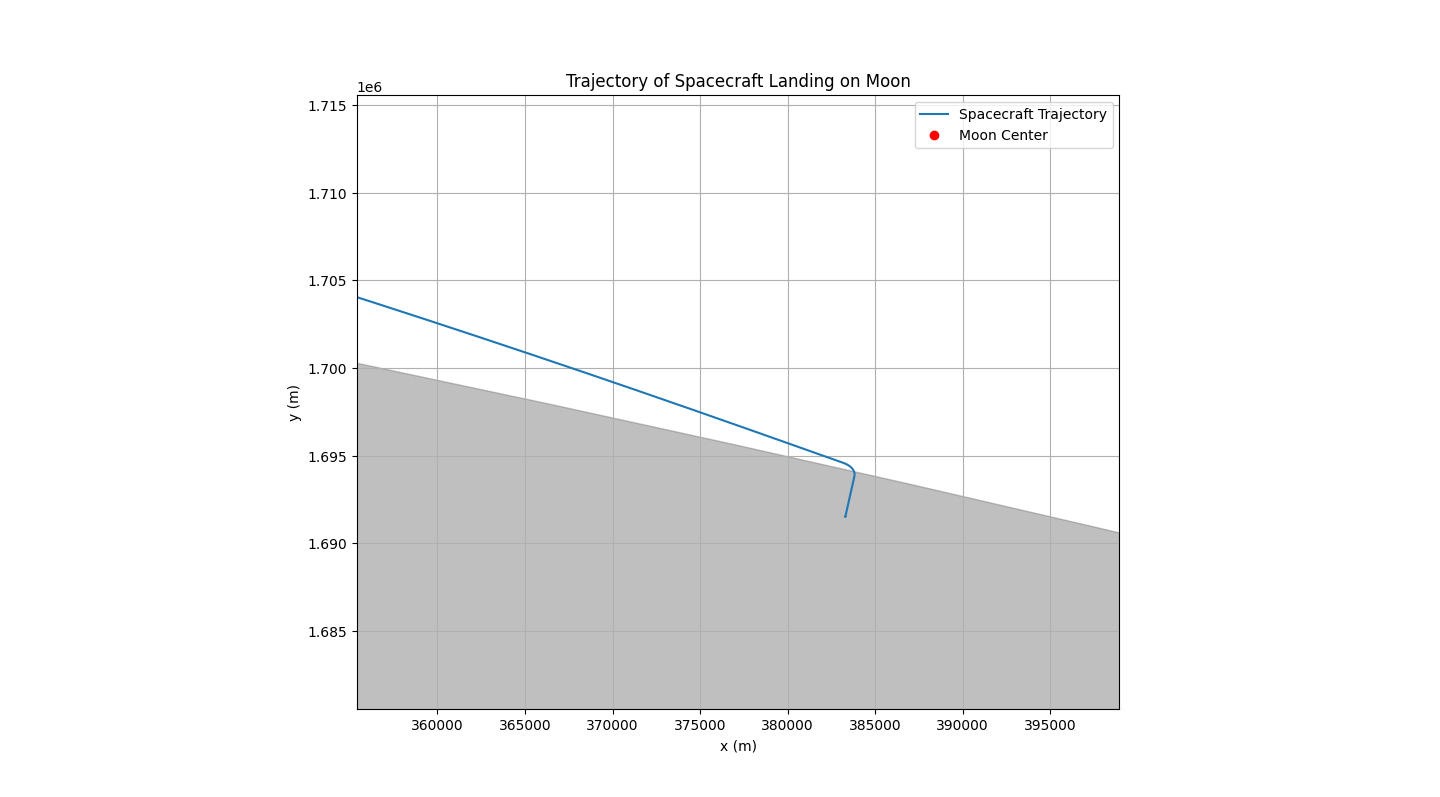 Trajectory of Spacecraft Landing on Moon
1e6
1.715
1.710
1.705
1.700
1.695
1.690
1.685
y (m)
Spacecraft Trajectory
Moon Center
360000 365000 370000 375000 380000 385000 390000 395000
x (m)